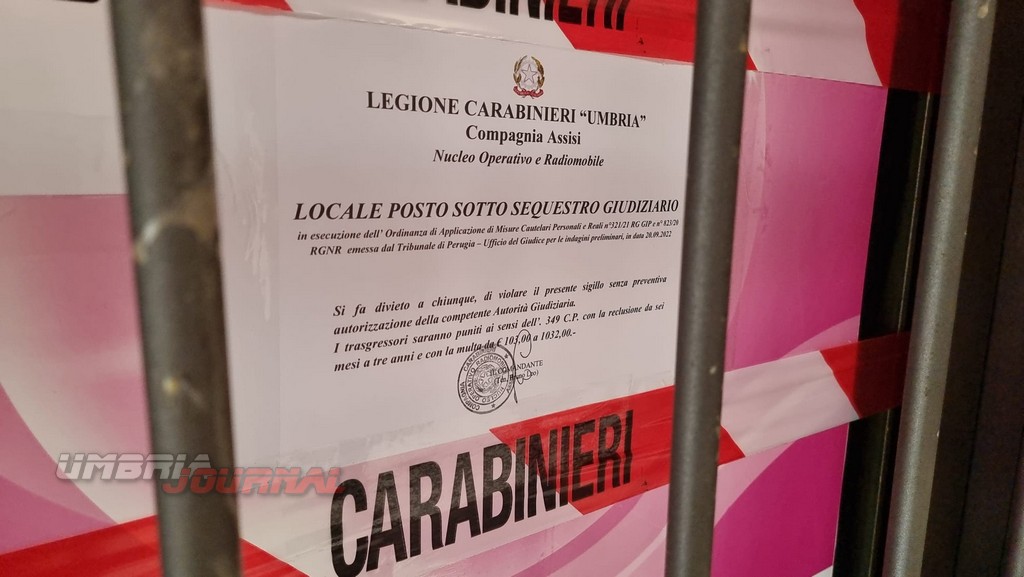 CARABINIERI
LEGIONE CARABINIERI “UMBRIA”
Compagnia Assisi
Nucleo Operativo e Radiomobile
LOCALE POSTO SOTTO SEQUESTRO GIUDIZIARIO
in esecuzione dell’ Ordinanza di Applicazione di Misure Cautelari Personali e Reali n°321/21 RG GIP e n° 823/20
RGNR emessa dal Tribunale di Perugia – Ufficio del Giudice per le indagini preliminari, in data 20.09.2022
Si fa divieto a chiunque, di violare il presente sigillo senza preventiva
autorizzazione della competente Autorità Giudiziaria.
I trasgressori saranno puniti ai sensi dell’. 349 C.P. con la reclusione da sei
mesi a tre anni e con la multa da € 103,00 a 1032,00.-
IL COMANDANTE
CARABINIERI
UMBRIA
JOURNAL